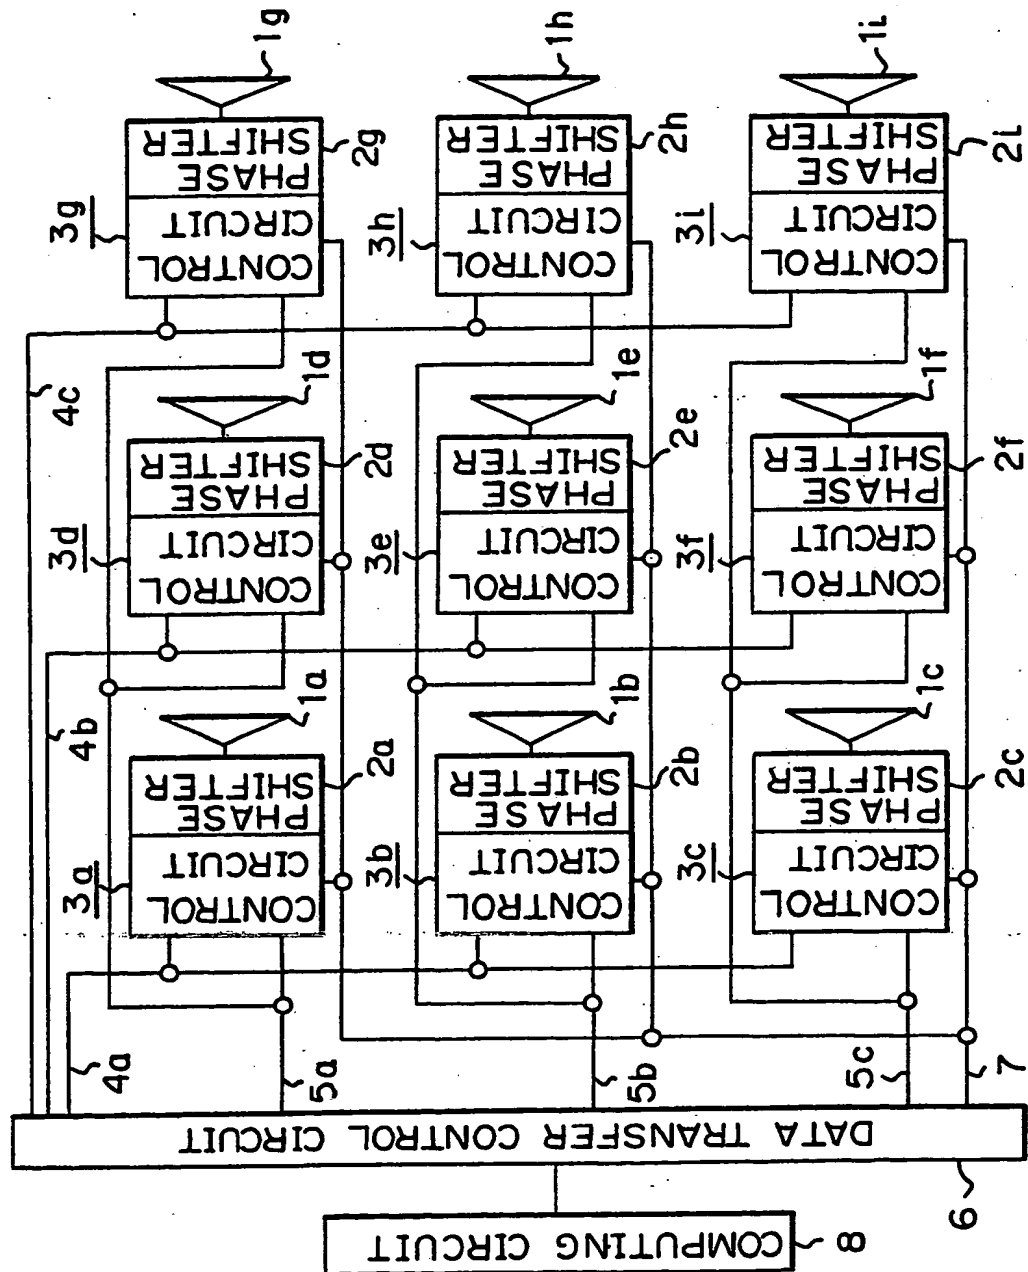 1g
1h
1i
PHASE
SHIFTER
2g
PHASE
SHIFTER
2h
PHASE
SHIFTER
2i
3g
CONTROL
CIRCUIT
3h
CONTROL
CIRCUIT
3i
CONTROL
CIRCUIT
4c
1d
1e
1f
PHASE
SHIFTER
2d
PHASE
SHIFTER
2e
PHASE
SHIFTER
2f
3d
CONTROL
CIRCUIT
3e
CONTROL
CIRCUIT
3f
CONTROL
CIRCUIT
4b
1a
1b
1c
PHASE
SHIFTER
2a
PHASE
SHIFTER
2b
PHASE
SHIFTER
2c
3a
CONTROL
CIRCUIT
3b
CONTROL
CIRCUIT
3c
CONTROL
CIRCUIT
4a
5a
5b
5c
7
DATA TRANSFER CONTROL CIRCUIT
6
COMPUTING CIRCUIT
8